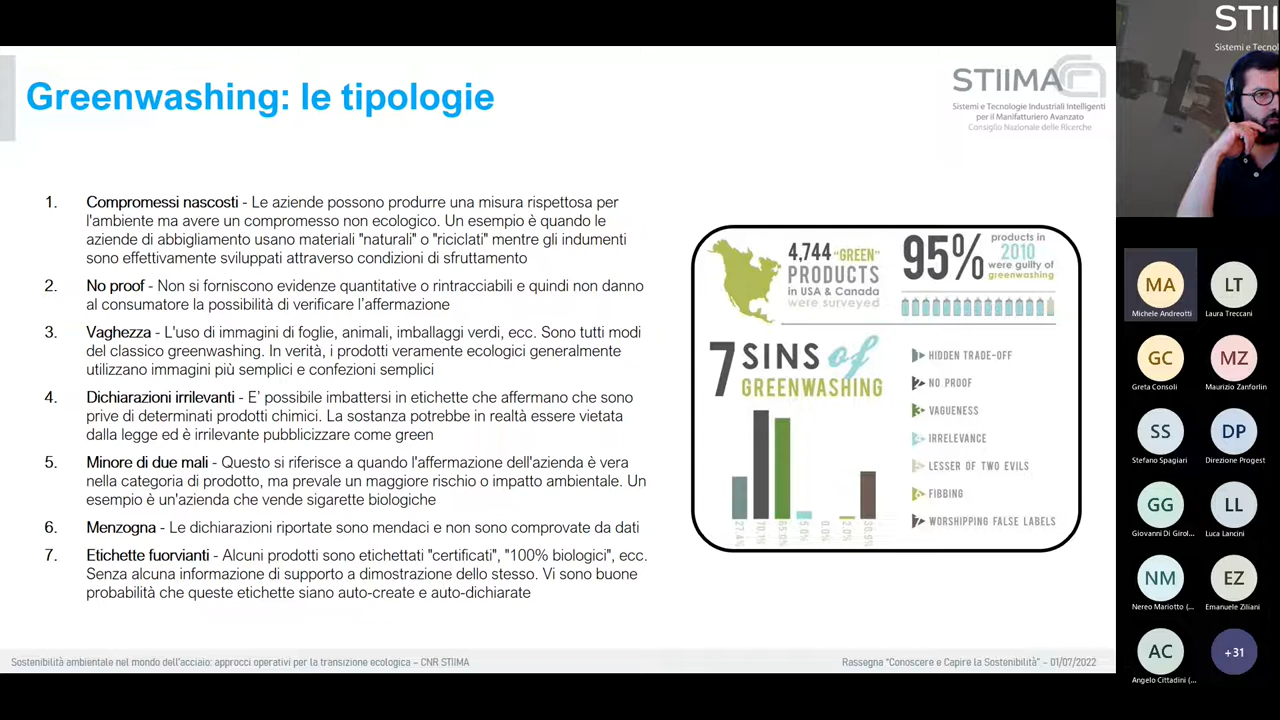 Greenwashing: le tipologie
STIIMA
Sistemi e Tecnologie Industriali Intelligenti
per il Manifatturiero Avanzato
Consiglio Nazionale delle Ricerche
1. Compromessi nascosti - Le aziende possono produrre una misura rispettosa per
l'ambiente ma avere un compromesso non ecologico. Un esempio è quando le
aziende di abbigliamento usano materiali "naturali" o "riciclati" mentre gli indumenti
sono effettivamente sviluppati attraverso condizioni di sfruttamento
2. No proof - Non si forniscono evidenze quantitative o rintracciabili e quindi non danno
al consumatore la possibilità di verificare l'affermazione
3. Vaghezza - L'uso di immagini di foglie, animali, imballaggi verdi, ecc. Sono tutti modi
del classico greenwashing. In verità, i prodotti veramente ecologici generalmente
utilizzano immagini più semplici e confezioni semplici
4. Dichiarazioni irrilevanti - E' possibile imbattersi in etichette che affermano che sono
prive di determinati prodotti chimici. La sostanza potrebbe in realtà essere vietata
dalla legge ed è irrilevante pubblicizzare come green
5. Minore di due mali - Questo si riferisce a quando l'affermazione dell'azienda è vera
nella categoria di prodotto, ma prevale un maggiore rischio o impatto ambientale. Un
esempio è un'azienda che vende sigarette biologiche
6. Menzogna - Le dichiarazioni riportate sono mendaci e non sono comprovate da dati
7. Etichette fuorvianti - Alcuni prodotti sono etichettati "certificati", "100% biologici", ecc.
Senza alcuna informazione di supporto a dimostrazione dello stesso. Vi sono buone
probabilità che queste etichette siano auto-create e auto-dichiarate
4,744 "GREEN"
PRODUCTS
in USA & CANADA
were surveyed
95%
products in
2010
were guilty of
greenwashing
7 SINS of
GREENWASHING
HIDDEN TRADE-OFF
NO PROOF
VAGUENESS
IRRELEVANCE
LESSER OF TWO EVILS
FIBBING
WORSHIPPING FALSE LABELS
Sostenibilità ambientale nel mondo dell'acciaio: approcci operativi per la transizione ecologica – CNR STIIMA
Rassegna "Conoscere e Capire la Sostenibilità" – 01/07/2022
STII
Sistemi e Tecnol
MA
Michele Andreotti
LT
Laura Treccani
GC
Greta Consoli
MZ
Maurizio Zanforlin
SS
Stefano Spagiari
DP
Direzione Progest
GG
Giovanni Di Girol...
LL
Luca Lancini
NM
Nereo Mariotto (...
EZ
Emanuele Ziliani
AC
Angelo Cittadini (...
+31